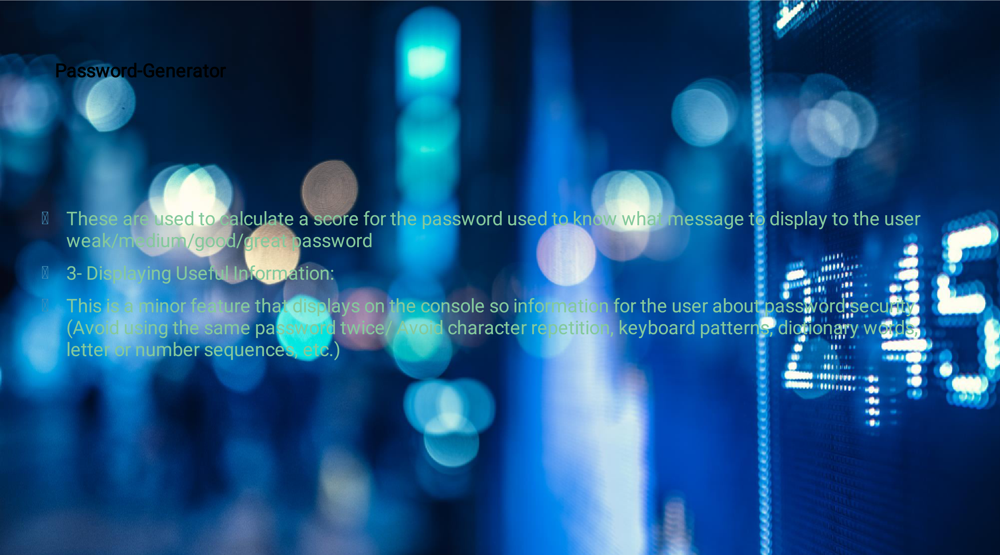 Password-Generator
These are used to calculate a score for the password used to know what message to display to the user
weak/medium/good/great password
3- Displaying Useful Information:
This is a minor feature that displays on the console so information for the user about password security
(Avoid using the same password twice/ Avoid character repetition, keyboard patterns, dictionary words,
letter or number sequences, etc.)